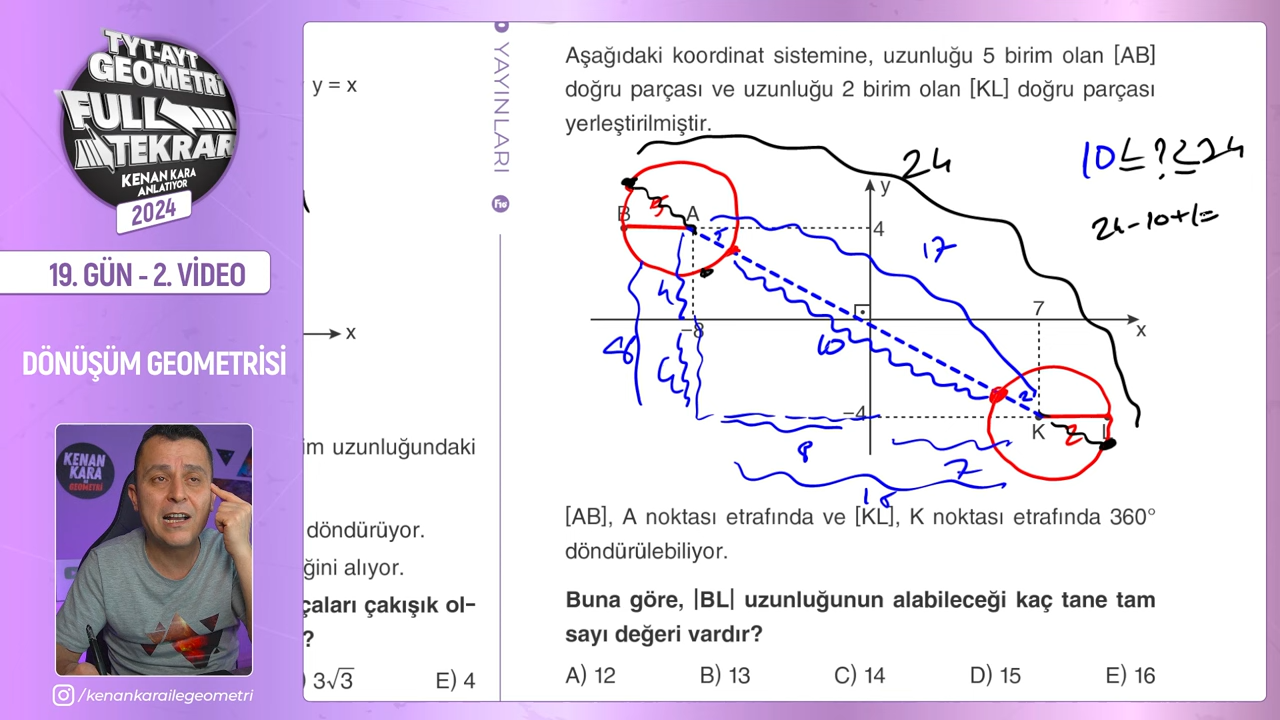 TYT-AYT
GEOMETRİ
FULL
TEKRAR
KENAN KARA
ANLATIYOR
2024
19. GÜN - 2. VİDEO
DÖNÜŞÜM GEOMETRİSİ
KENAN
KARA
GEOMETRİ
/kenankarailegeometri
y = x
x
im uzunluğundaki
döndürüyor.
ğini alıyor.
çaları çakışık ol-
?
3√3
E) 4
YAYINLARI
Aşağıdaki koordinat sistemine, uzunluğu 5 birim olan [AB]
doğru parçası ve uzunluğu 2 birim olan [KL] doğru parçası
yerleştirilmiştir.
10 ≤ ? ≤ 24
24-10+1=
24
y
B
5
A
4
5
17
4
-8
7
x
10
4
2
-4
K
2
L
8
7
15
[AB], A noktası etrafında ve [KL], K noktası etrafında 360°
döndürülebiliyor.
Buna göre, |BL| uzunluğunun alabileceği kaç tane tam
sayı değeri vardır?
A) 12 B) 13 C) 14 D) 15 E) 16